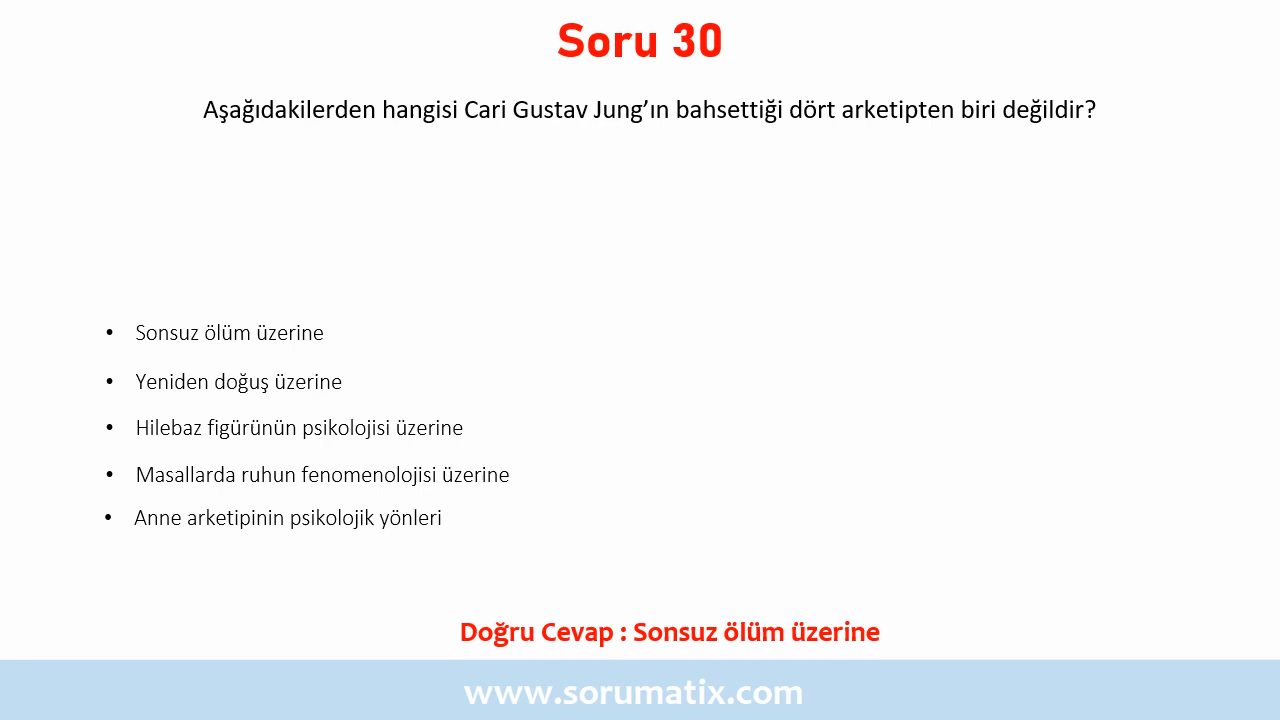 Soru 30
Aşağıdakilerden hangisi Cari Gustav Jung’ın bahsettiği dört arketipten biri değildir?
• Sonsuz ölüm üzerine
• Yeniden doğuş üzerine
• Hilebaz figürünün psikolojisi üzerine
• Masallarda ruhun fenomenolojisi üzerine
• Anne arketipinin psikolojik yönleri
Doğru Cevap : Sonsuz ölüm üzerine
www.sorumatix.com